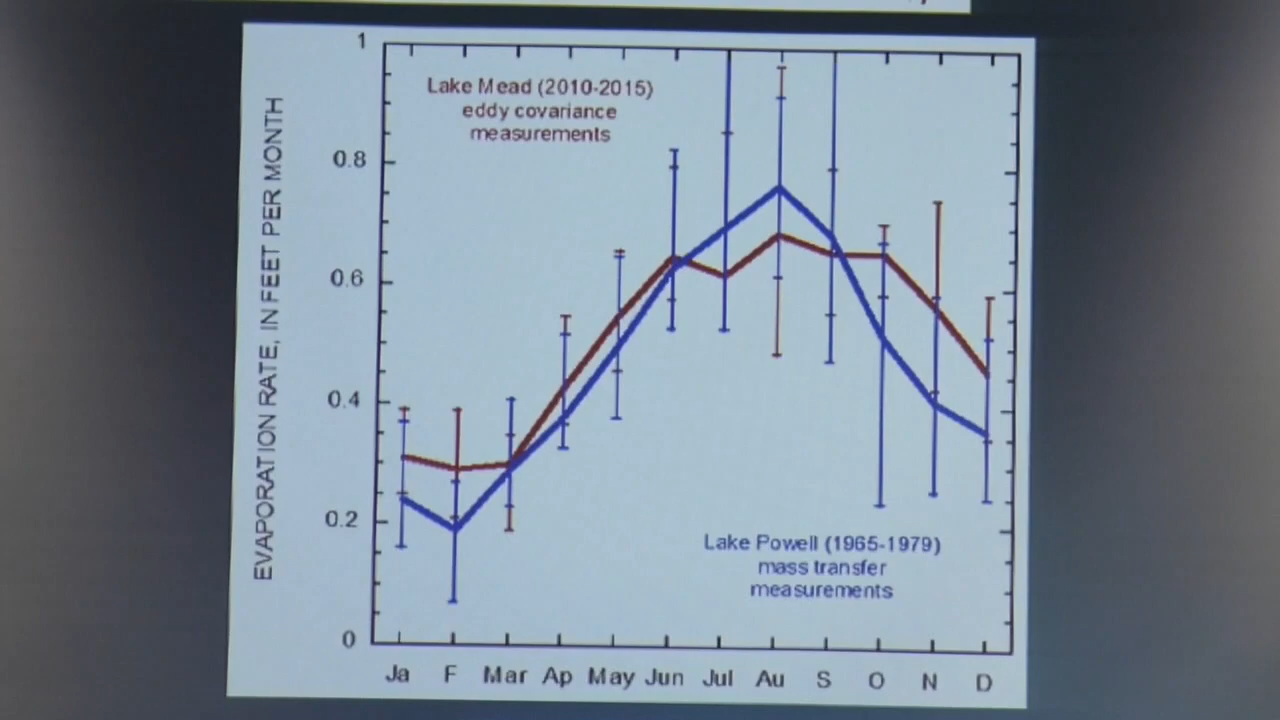 Lake Mead (2010-2015)
eddy covariance
measurements
EVAPORATION RATE, IN FEET PER MONTH
1
0.8
0.6
0.4
0.2
0
Lake Powell (1965-1979)
mass transfer
measurements
Ja F Mar Ap May Jun Jul Au S O N D